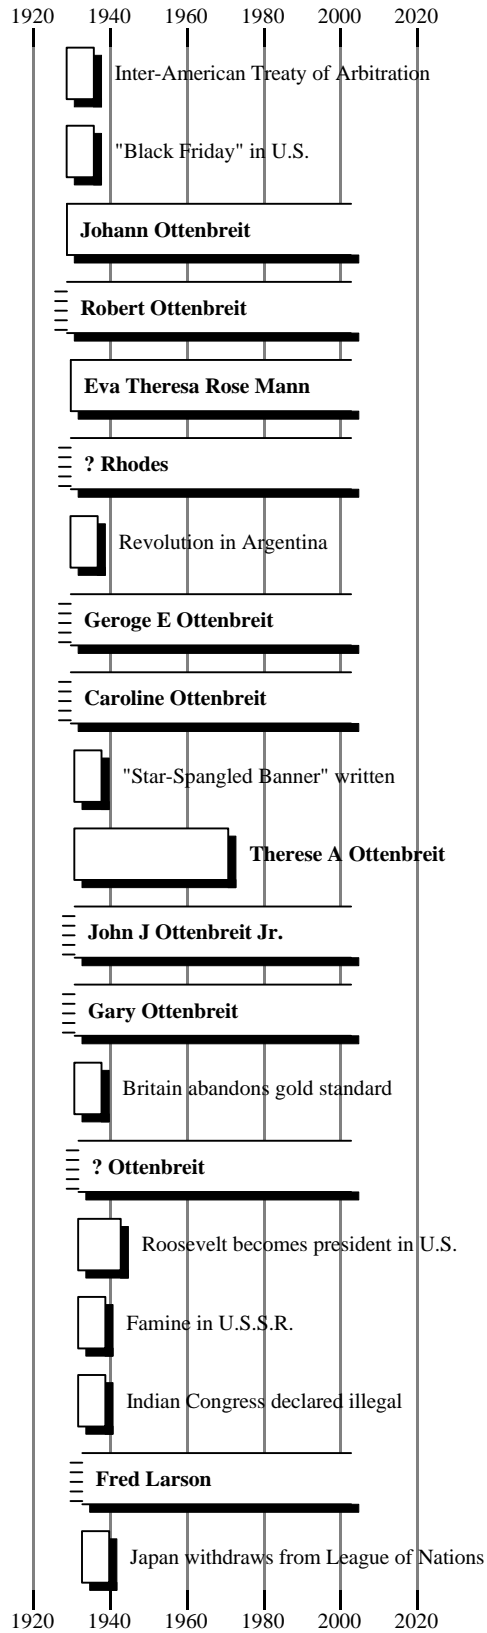 1920 1940 1960 1980 2000 2020
Inter-American Treaty of Arbitration
"Black Friday" in U.S.
Johann Ottenbreit
Robert Ottenbreit
Eva Theresa Rose Mann
? Rhodes
Revolution in Argentina
Geroge E Ottenbreit
Caroline Ottenbreit
"Star-Spangled Banner" written
Therese A Ottenbreit
John J Ottenbreit Jr.
Gary Ottenbreit
Britain abandons gold standard
? Ottenbreit
Roosevelt becomes president in U.S.
Famine in U.S.S.R.
Indian Congress declared illegal
Fred Larson
Japan withdraws from League of Nations
1920 1940 1960 1980 2000 2020